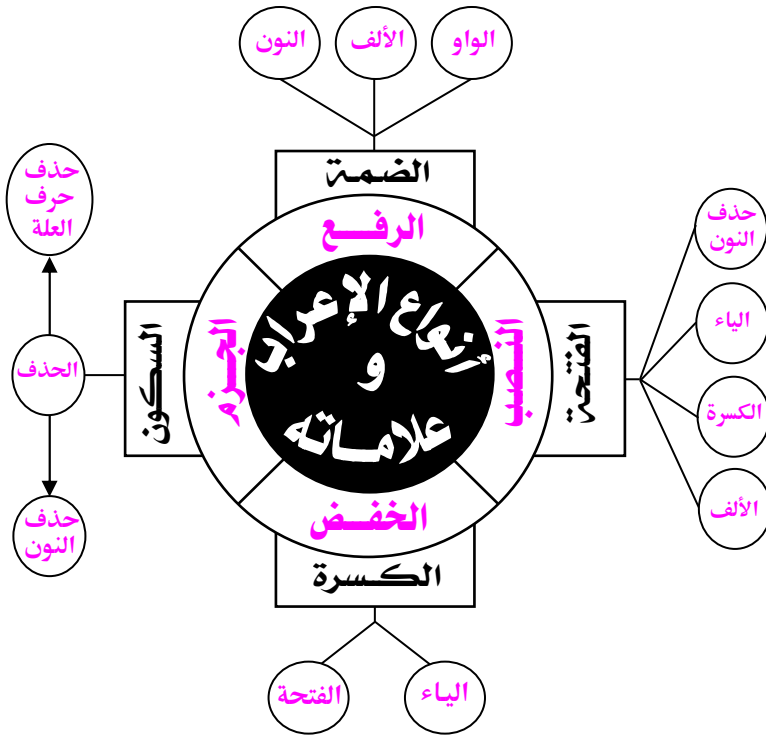 الواو
الألف
النون
الضمة
الرفع
أنواع الإعراب
و
علاماته
النصب
الفتحة
حذف
النون
الياء
الكسرة
الألف
الخفض
الكسرة
الياء
الفتحة
الجزم
السكون
الحذف
حذف
حرف
العلة
حذف
النون